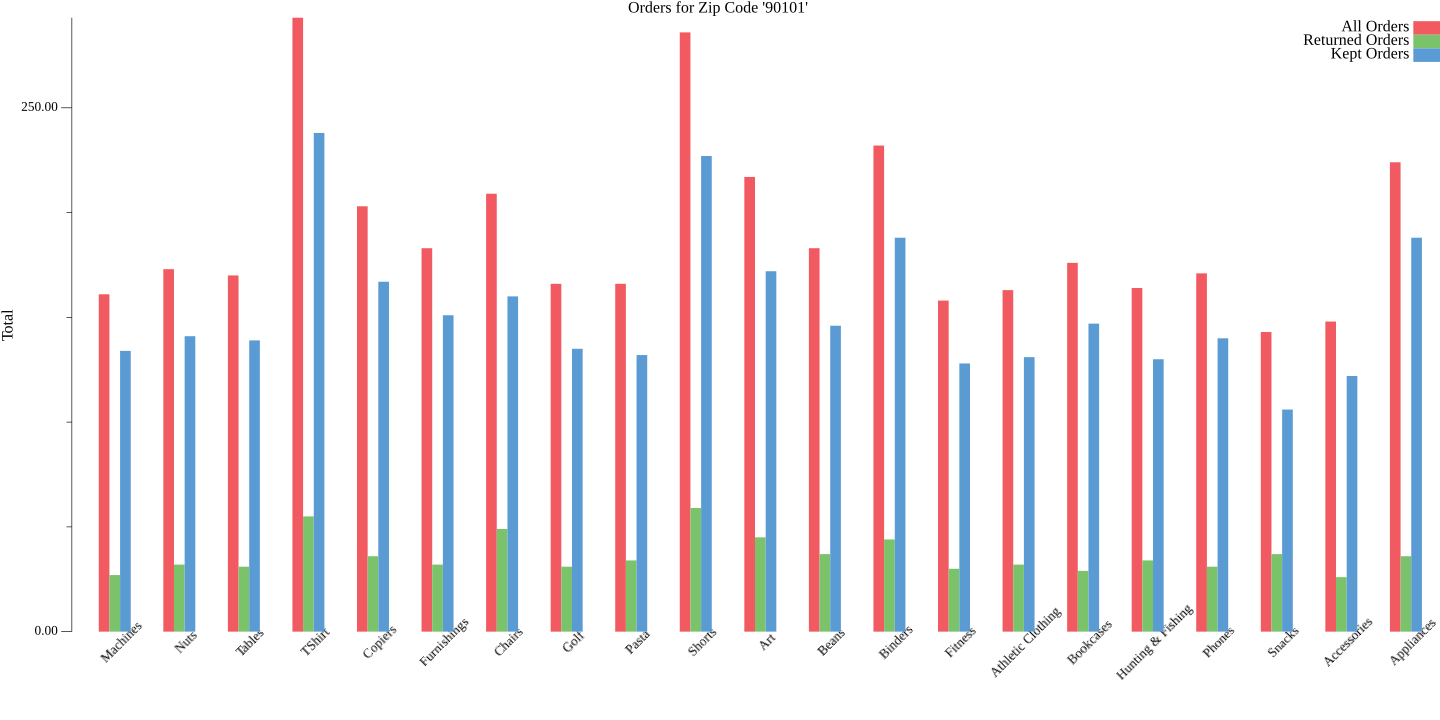 Orders for Zip Code '90101'
All Orders
Returned Orders
Kept Orders
250.00
Total
0.00
Machines
Nuts
Tables
TShirt
Copiers
Furnishings
Chairs
Golf
Pasta
Shorts
Art
Beans
Binders
Fitness
Athletic Clothing
Bookcases
Hunting & Fishing
Phones
Snacks
Accessories
Appliances